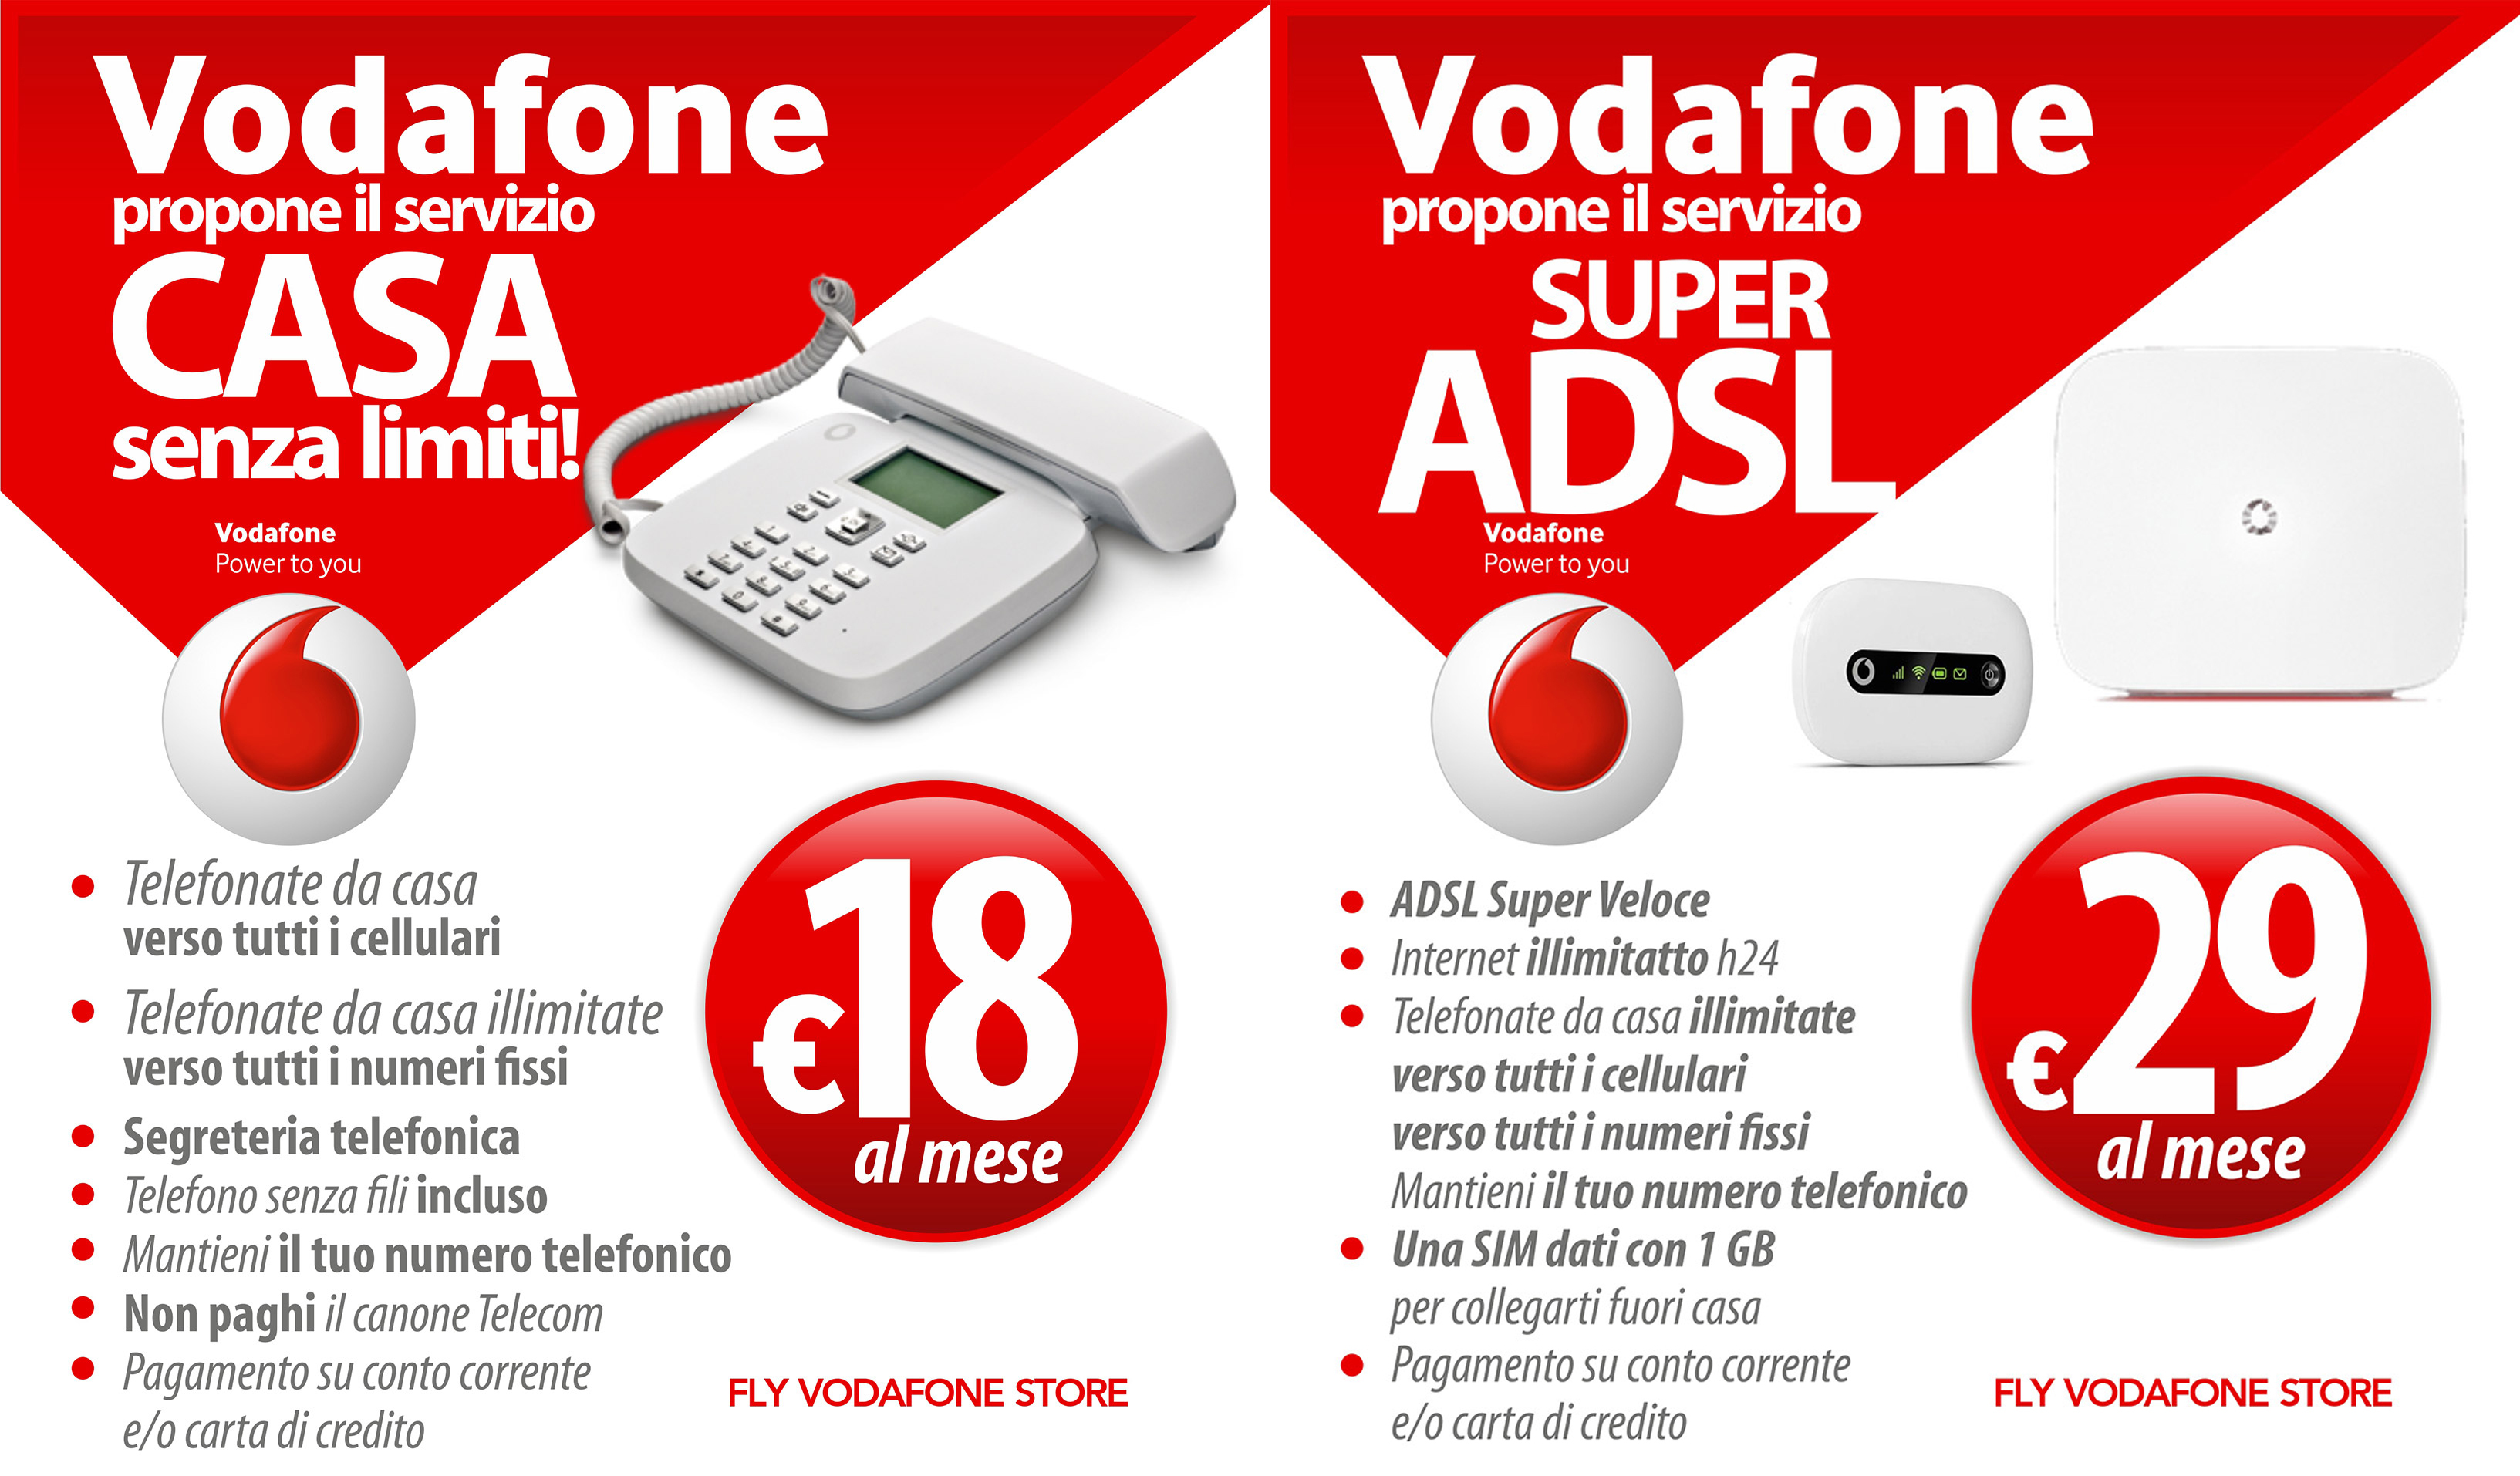 Vodafone
propone il servizio
CASA
senza limiti!
Vodafone
Power to you
€18
al mese
Telefonate da casa
verso tutti i cellulari
Telefonate da casa illimitate
verso tutti i numeri fissi
Segreteria telefonica
Telefono senza fili incluso
Mantieni il tuo numero telefonico
Non paghi il canone Telecom
Pagamento su conto corrente
e/o carta di credito
FLY VODAFONE STORE
Vodafone
propone il servizio
SUPER
ADSL
Vodafone
Power to you
€29
al mese
ADSL Super Veloce
Internet illimitatto h24
Telefonate da casa illimitate
verso tutti i cellulari
verso tutti i numeri fissi
Mantieni il tuo numero telefonico
Una SIM dati con 1 GB
per collegarti fuori casa
Pagamento su conto corrente
e/o carta di credito
FLY VODAFONE STORE